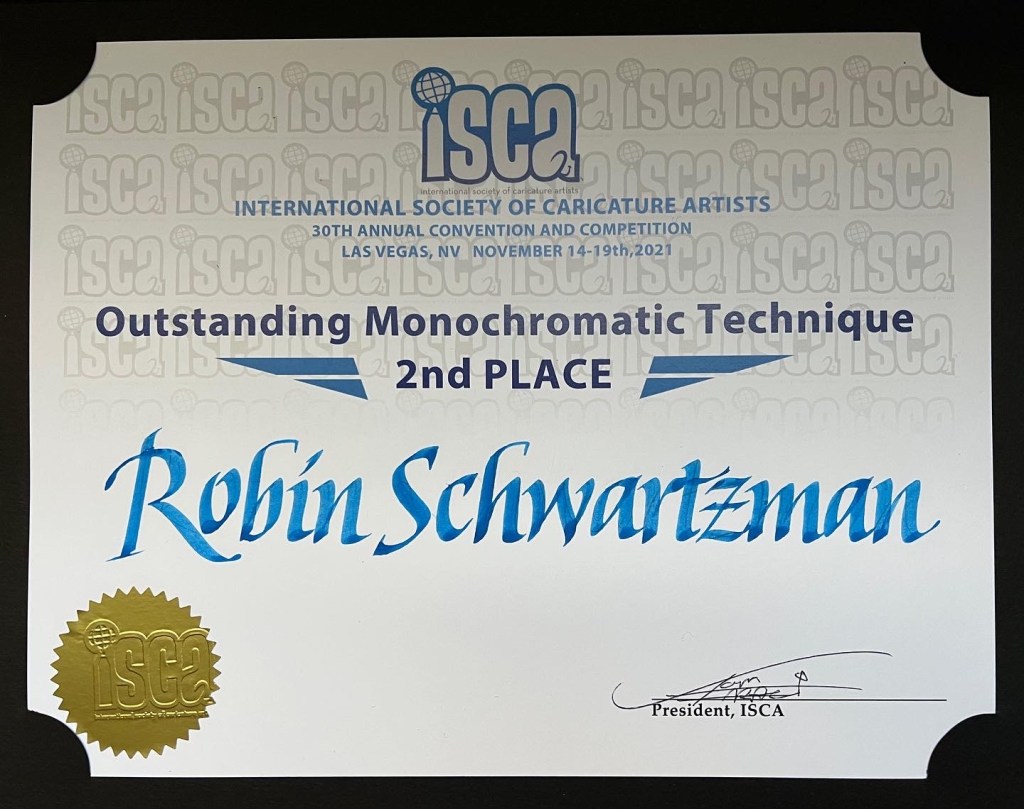 isca
international society of caricature artists
INTERNATIONAL SOCIETY OF CARICATURE ARTISTS
30TH ANNUAL CONVENTION AND COMPETITION
LAS VEGAS, NV NOVEMBER 14-19th,2021
Outstanding Monochromatic Technique
2nd PLACE
Robin Schwartzman
isca
President, ISCA